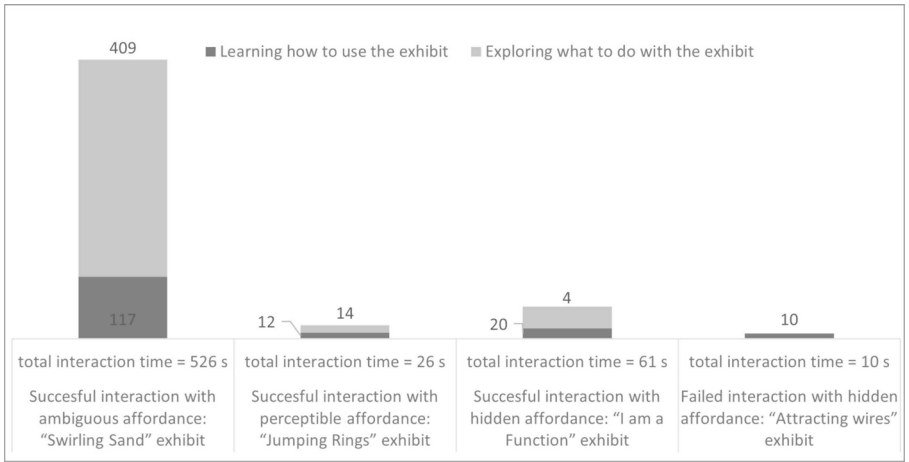 409
Learning how to use the exhibit
Exploring what to do with the exhibit
117
12
14
20
4
10
total interaction time = 526 s
Succesful interaction with
ambiguous affordance:
“Swirling Sand” exhibit
total interaction time = 26 s
Succesful interaction with
perceptible affordance:
“Jumping Rings” exhibit
total interaction time = 61 s
Succesful interaction with
hidden affordance: “I am a
Function” exhibit
total interaction time = 10 s
Failed interaction with hidden
affordance: “Attracting wires”
exhibit